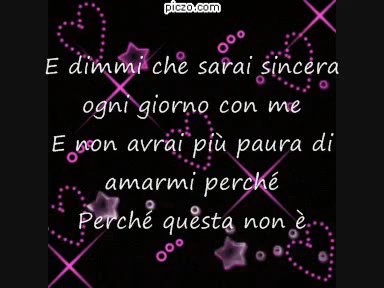 piczo.com
E dimmi che sarai sincera
ogni giorno con me
E non avrai più paura di
amarmi perché
Perché questa non è